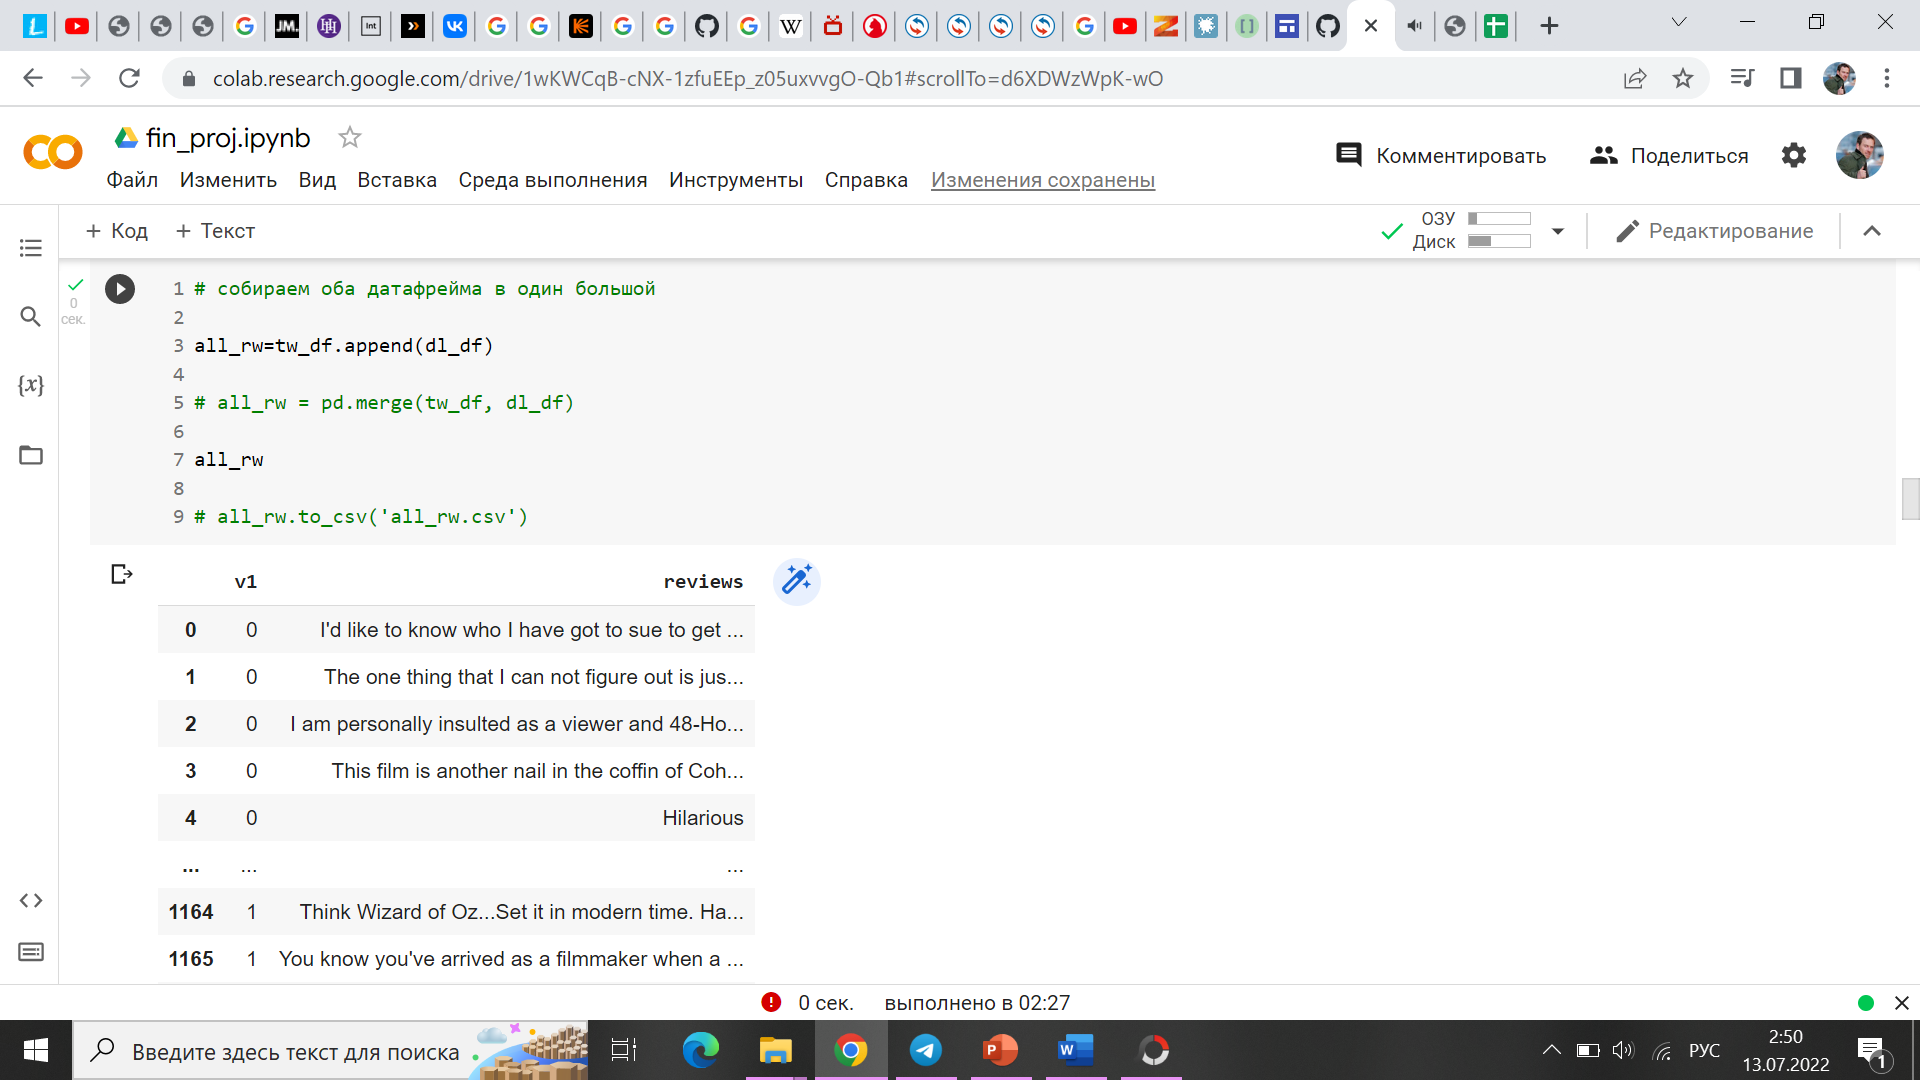 JM.
Int
W
colab.research.google.com/drive/1wKWCqB-cNX-1zfuEEp_z05uxvvgO-Qb1#scrollTo=d6XDWzWpK-wO
fin_proj.ipynb
Файл Изменить Вид Вставка Среда выполнения Инструменты Справка Изменения сохранены
Комментировать Поделиться
+ Код + Текст
ОЗУ
Диск
Редактирование
0
сек.
1 # собираем оба датафрейма в один большой
2
3 all_rw=tw_df.append(dl_df)
4
5 # all_rw = pd.merge(tw_df, dl_df)
6
7 all_rw
8
9 # all_rw.to_csv('all_rw.csv')
v1 reviews
0 0 I'd like to know who I have got to sue to get ...
1 0 The one thing that I can not figure out is jus...
2 0 I am personally insulted as a viewer and 48-Ho...
3 0 This film is another nail in the coffin of Coh...
4 0 Hilarious
... ... ...
1164 1 Think Wizard of Oz...Set it in modern time. Ha...
1165 1 You know you've arrived as a filmmaker when a ...
0 сек. выполнено в 02:27
Введите здесь текст для поиска
РУС
2:50
13.07.2022
1